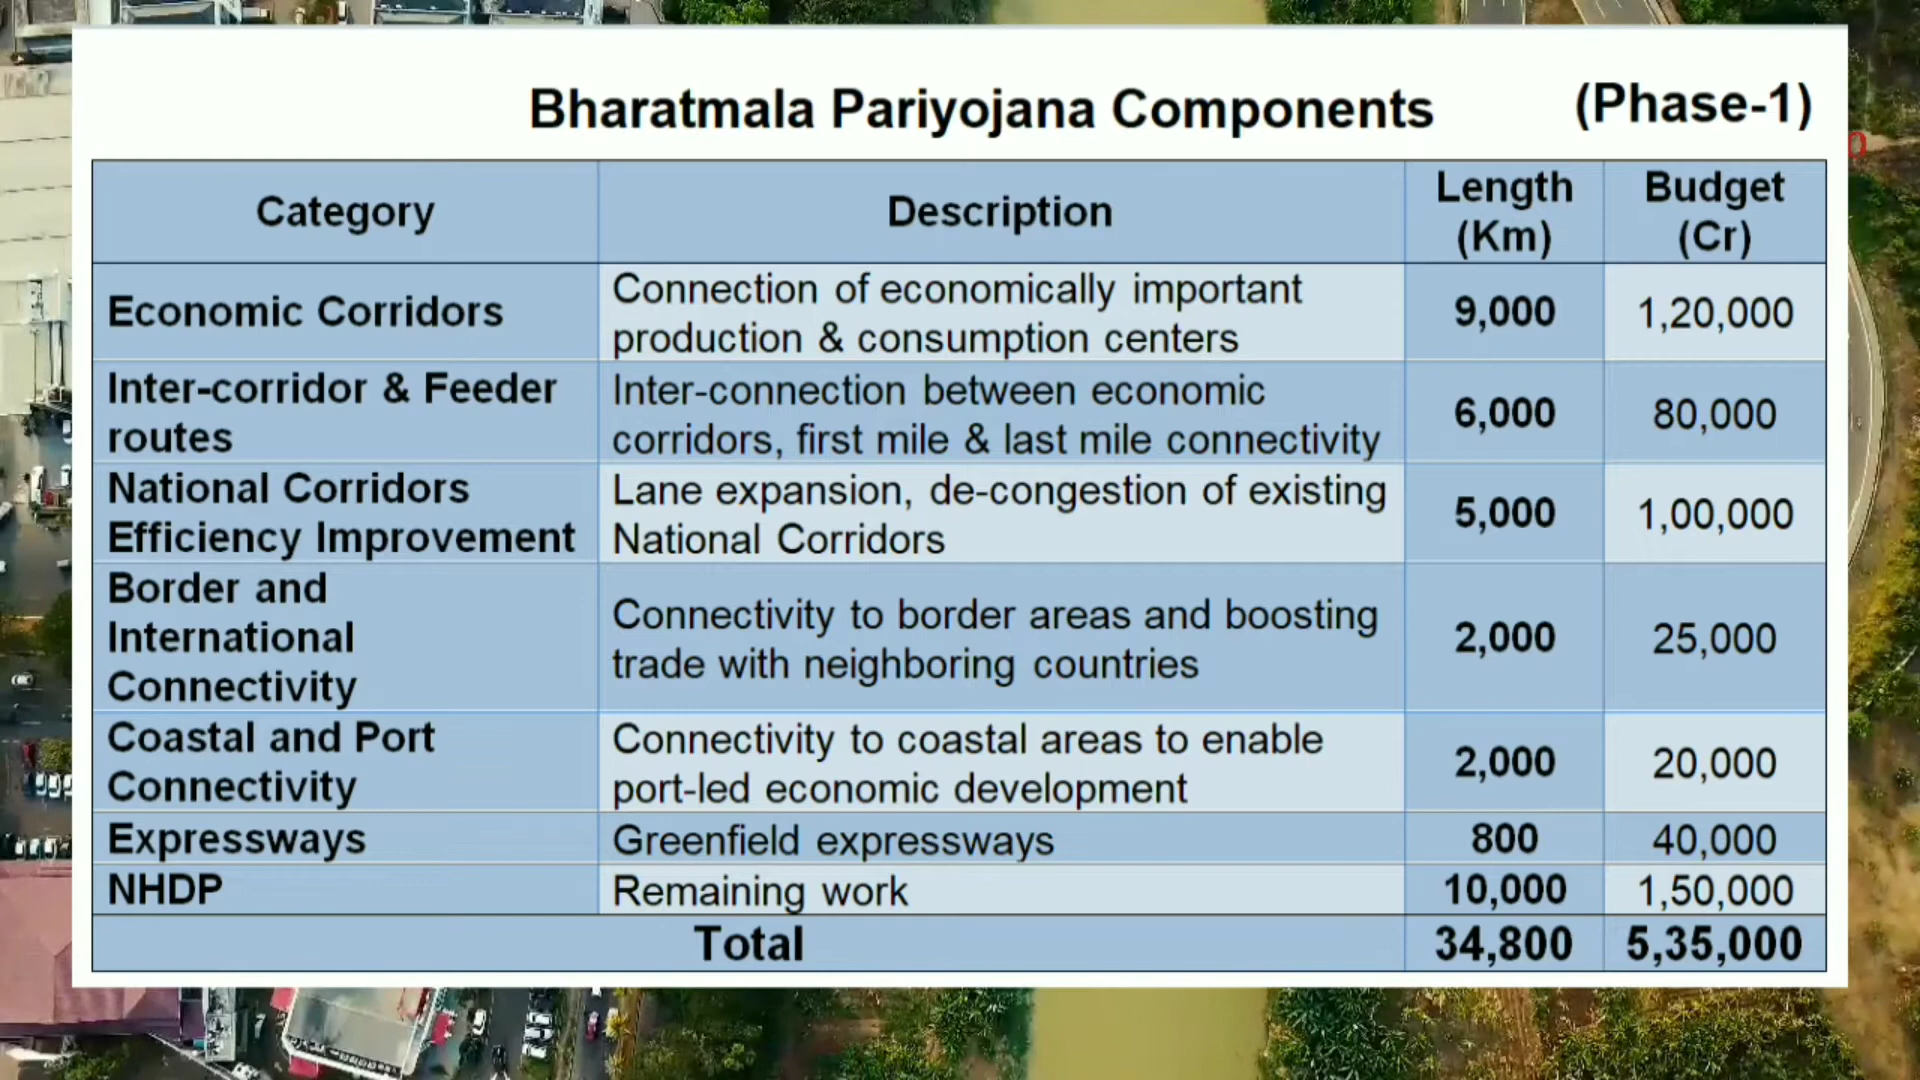 Bharatmala Pariyojana Components (Phase-1)
Category
Description
Length
(Km)
Budget
(Cr)
Economic Corridors
Connection of economically important
production & consumption centers
9,000
1,20,000
Inter-corridor & Feeder
routes
Inter-connection between economic
corridors, first mile & last mile connectivity
6,000
80,000
National Corridors
Efficiency Improvement
Lane expansion, de-congestion of existing
National Corridors
5,000
1,00,000
Border and
International
Connectivity
Connectivity to border areas and boosting
trade with neighboring countries
2,000
25,000
Coastal and Port
Connectivity
Connectivity to coastal areas to enable
port-led economic development
2,000
20,000
Expressways
Greenfield expressways
800
40,000
NHDP
Remaining work
10,000
1,50,000
Total
34,800
5,35,000